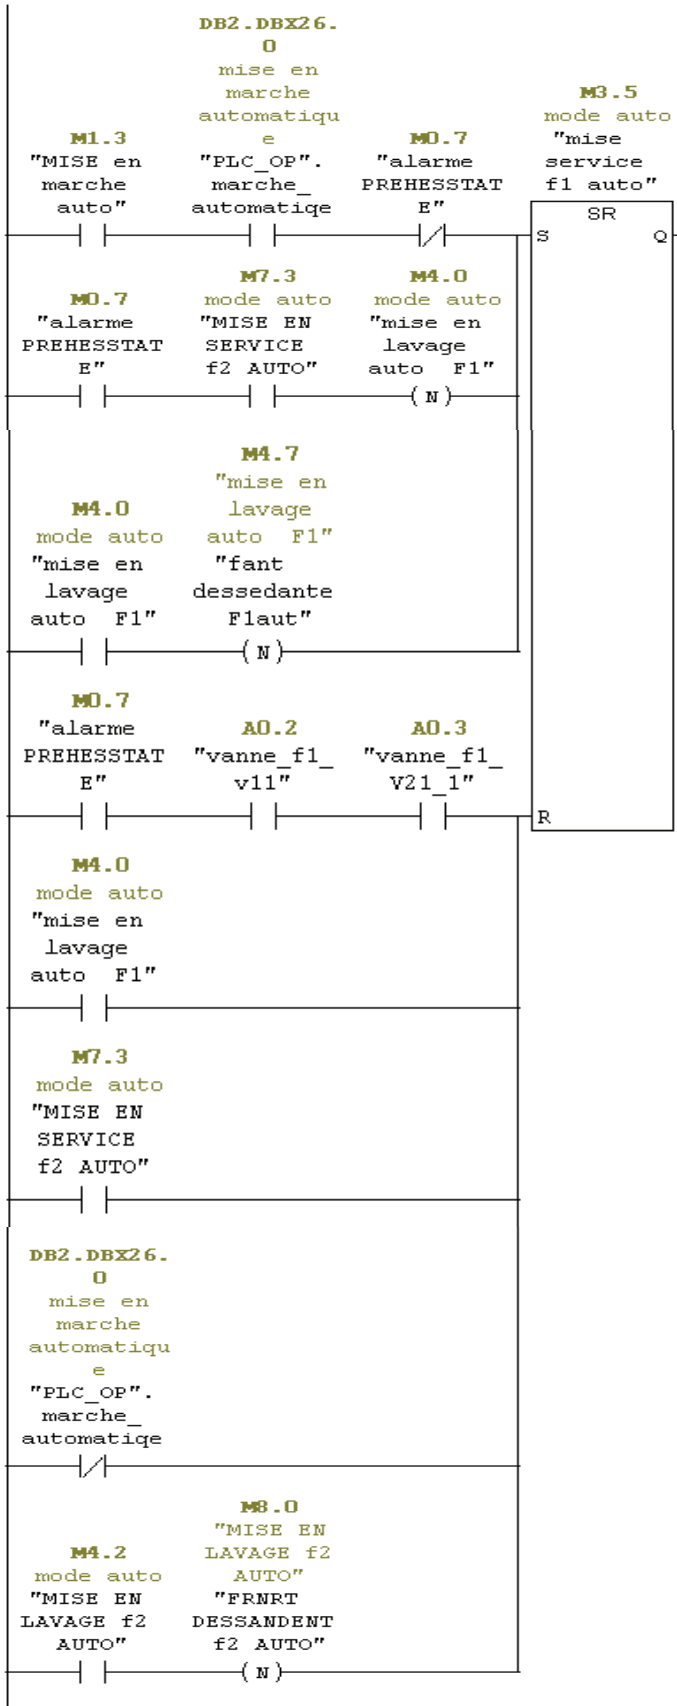 DB2.DBX26.
0
mise en
marche
automatiqu
e
"PLC_OP".
marche_
automatiqe
M1.3
"MISE en
marche
auto"
M0.7
"alarme
PREHESSTAT
E"
M3.5
mode auto
"mise
service
f1 auto"
SR
S
Q
M0.7
"alarme
PREHESSTAT
E"
M7.3
mode auto
"MISE EN
SERVICE
f2 AUTO"
M4.0
mode auto
"mise en
lavage
auto F1"
N
M4.0
mode auto
"mise en
lavage
auto F1"
M4.7
"mise en
lavage
auto F1"
"fant
dessedante
F1aut"
N
M0.7
"alarme
PREHESSTAT
E"
A0.2
"vanne_f1_
v11"
A0.3
"vanne_f1_
V21_1"
R
M4.0
mode auto
"mise en
lavage
auto F1"
M7.3
mode auto
"MISE EN
SERVICE
f2 AUTO"
DB2.DBX26.
0
mise en
marche
automatiqu
e
"PLC_OP".
marche_
automatiqe
M4.2
mode auto
"MISE EN
LAVAGE f2
AUTO"
M8.0
"MISE EN
LAVAGE f2
AUTO"
"FRNRT
DESSANDENT
f2 AUTO"
N